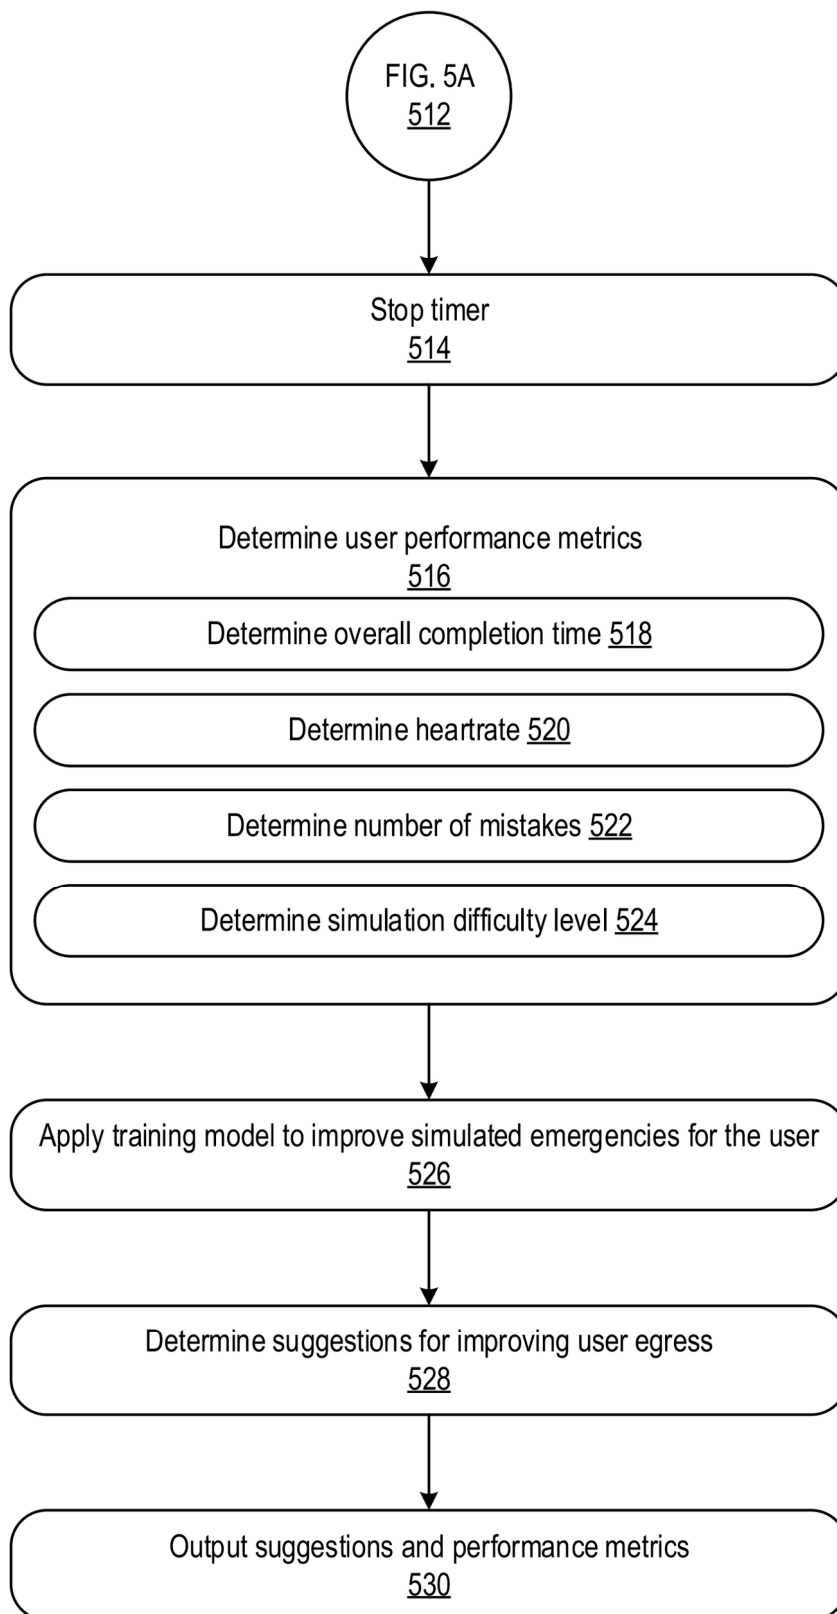 FIG. 5A
512
Stop timer
514
Determine user performance metrics
516
Determine overall completion time 518
Determine heartrate 520
Determine number of mistakes 522
Determine simulation difficulty level 524
Apply training model to improve simulated emergencies for the user
526
Determine suggestions for improving user egress
528
Output suggestions and performance metrics
530